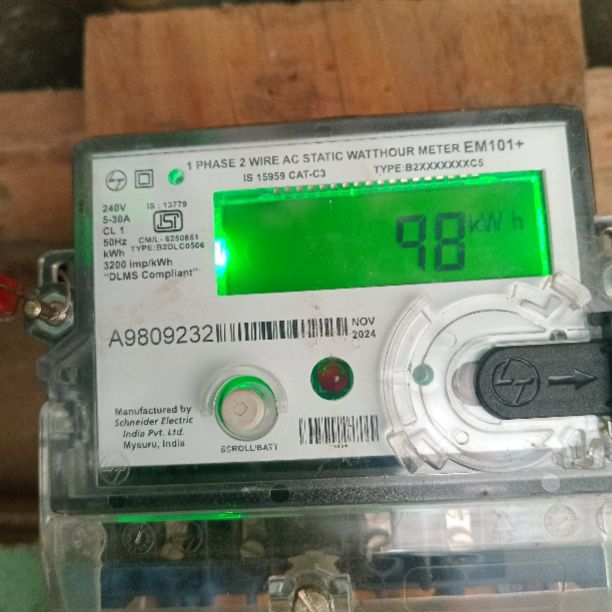 1 PHASE 2 WIRE AC STATIC WATTHOUR METER EM101+
IS 15959 CAT-C3 TYPE:B2XXXXXXXC5
240V
5-30A
CL 1
50Hz
kWh
3200 imp/kWh
"DLMS Compliant"
IS : 13779
ISI
CM/L - 6250861
TYPE:B2DLC0506
98 kWh
A9809232
NOV
2024
Manufactured by
Schneider Electric
India Pvt. Ltd.
Mysuru, India
SCROLL/BATT
LT